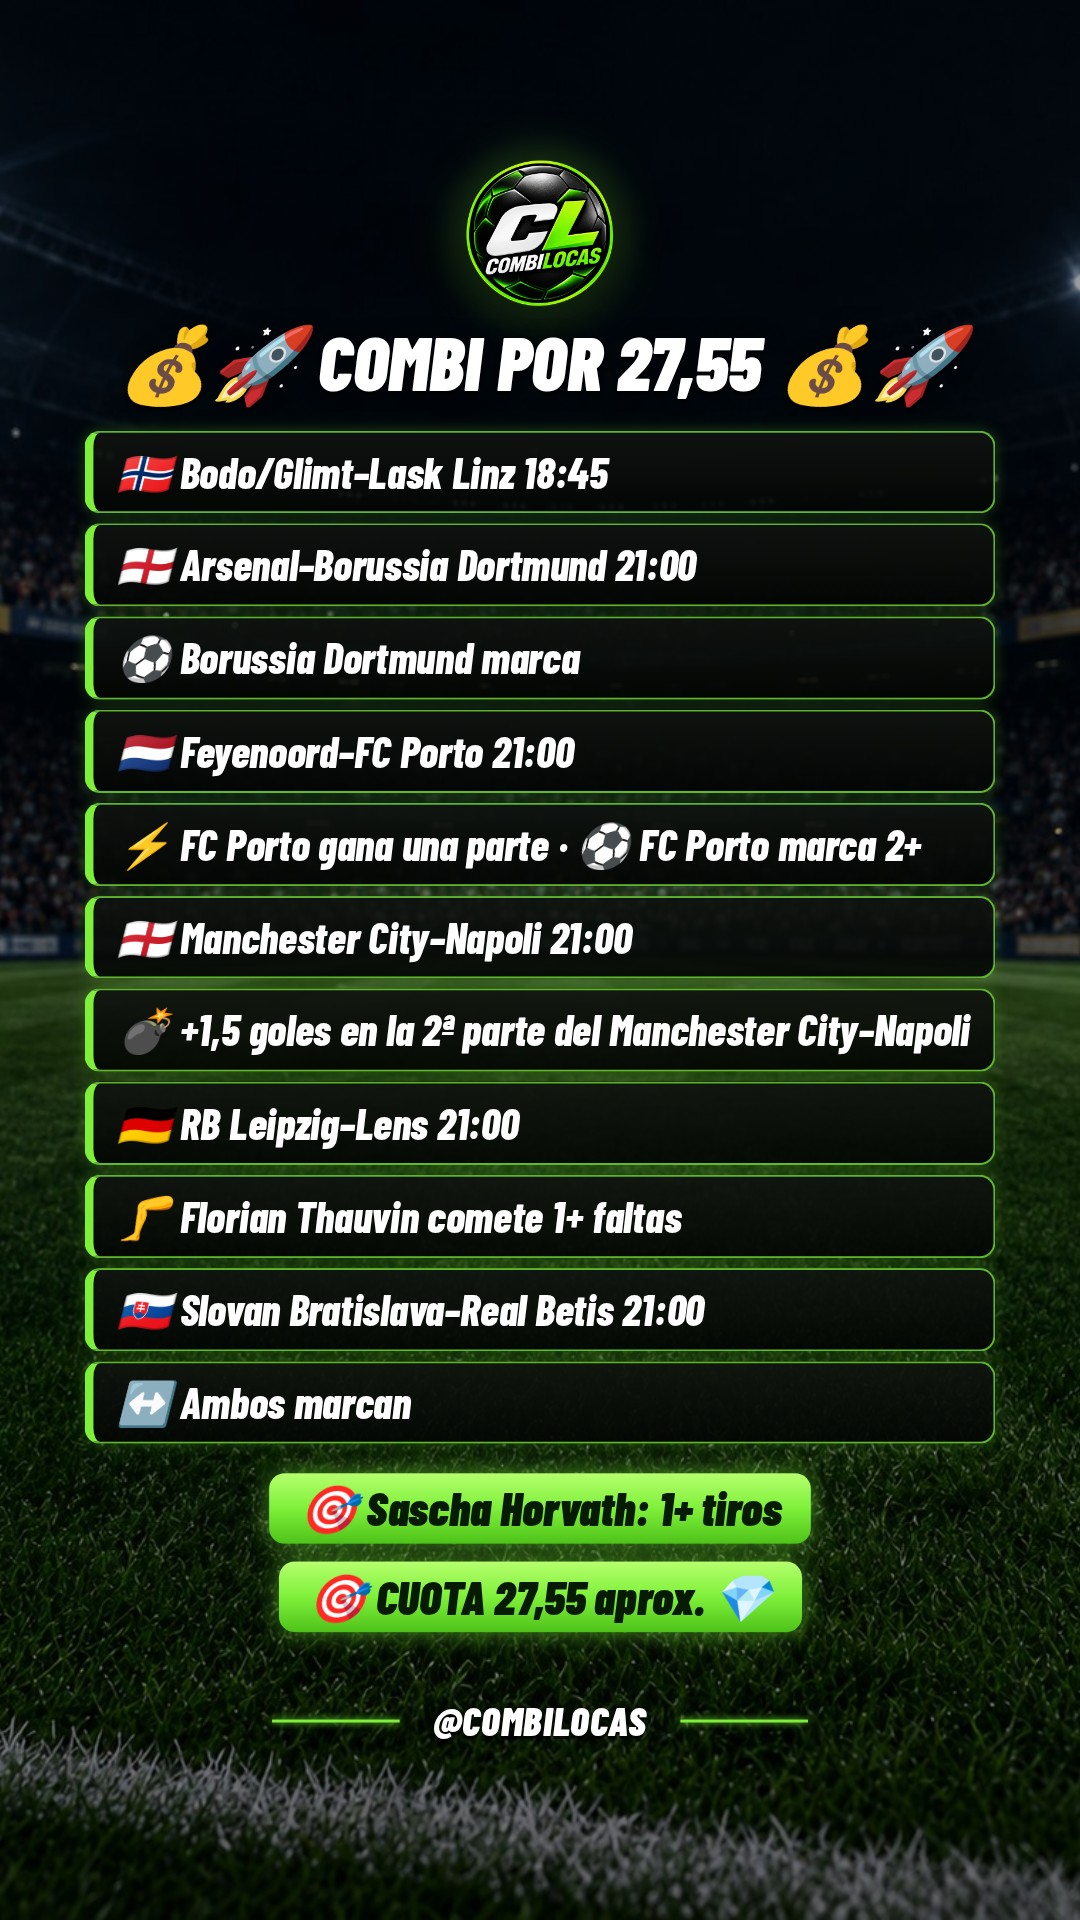 CL
COMBILOCAS
💰🚀 COMBI POR 27,55 💰🚀
🇳🇴 Bodo/Glimt-Lask Linz 18:45
🏴󠁧󠁢󠁥󠁮󠁧󠁿 Arsenal-Borussia Dortmund 21:00
⚽ Borussia Dortmund marca
🇳🇱 Feyenoord-FC Porto 21:00
⚡ FC Porto gana una parte · ⚽ FC Porto marca 2+
🏴󠁧󠁢󠁥󠁮󠁧󠁿 Manchester City-Napoli 21:00
💣 +1,5 goles en la 2ª parte del Manchester City-Napoli
🇩🇪 RB Leipzig-Lens 21:00
🦵 Florian Thauvin comete 1+ faltas
🇸🇰 Slovan Bratislava-Real Betis 21:00
↔️ Ambos marcan
🎯 Sascha Horvath: 1+ tiros
🎯 CUOTA 27,55 aprox. 💎
@COMBILOCAS